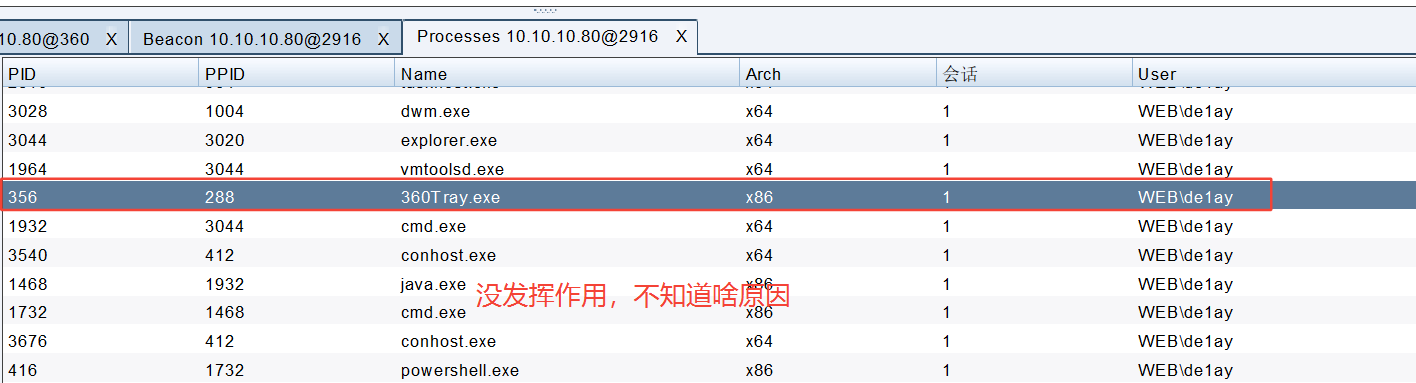 10.80@360 X Beacon 10.10.10.80@2916 X Processes 10.10.10.80@2916 X
PID PPID Name Arch 会话 User
3028 1004 dwm.exe x64 1 WEB\de1ay
3044 3020 explorer.exe x64 1 WEB\de1ay
1964 3044 vmtoolsd.exe x64 1 WEB\de1ay
356 288 360Tray.exe x86 1 WEB\de1ay
1932 3044 cmd.exe x64 1 WEB\de1ay
3540 412 conhost.exe x64 1 WEB\de1ay
1468 1932 java.exe x86 1 WEB\de1ay
没发挥作用，不知道啥原因
1732 1468 cmd.exe x86 1 WEB\de1ay
3676 412 conhost.exe x64 1 WEB\de1ay
416 1732 powershell.exe x86 1 WEB\de1ay